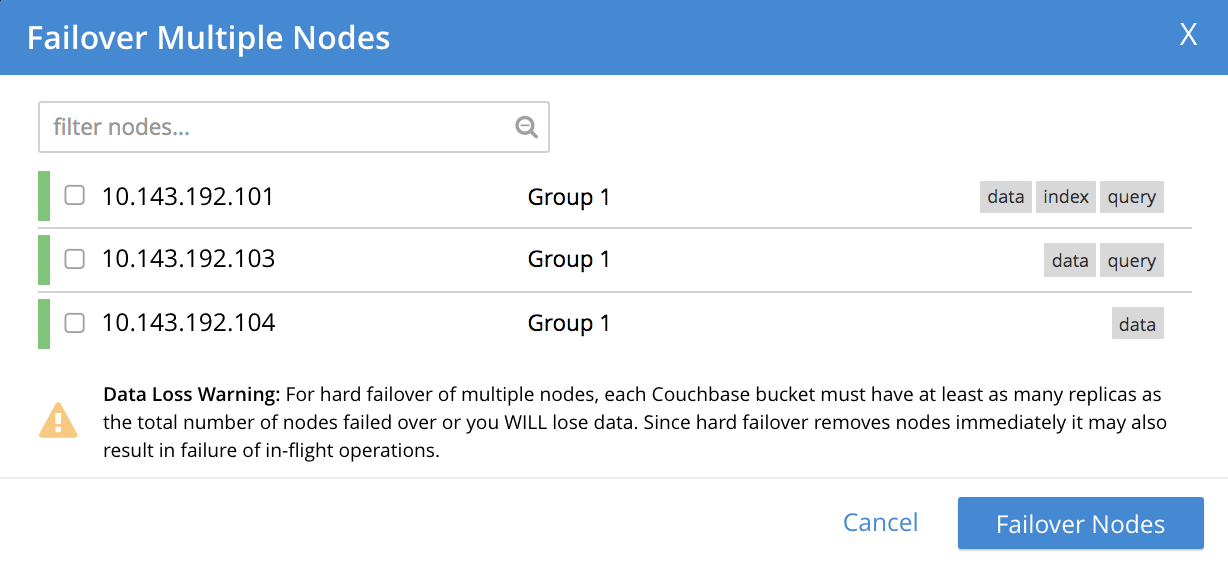 Failover Multiple Nodes X
filter nodes...
10.143.192.101 Group 1 data index query
10.143.192.103 Group 1 data query
10.143.192.104 Group 1 data
Data Loss Warning: For hard failover of multiple nodes, each Couchbase bucket must have at least as many replicas as
the total number of nodes failed over or you WILL lose data. Since hard failover removes nodes immediately it may also
result in failure of in-flight operations.
Cancel Failover Nodes